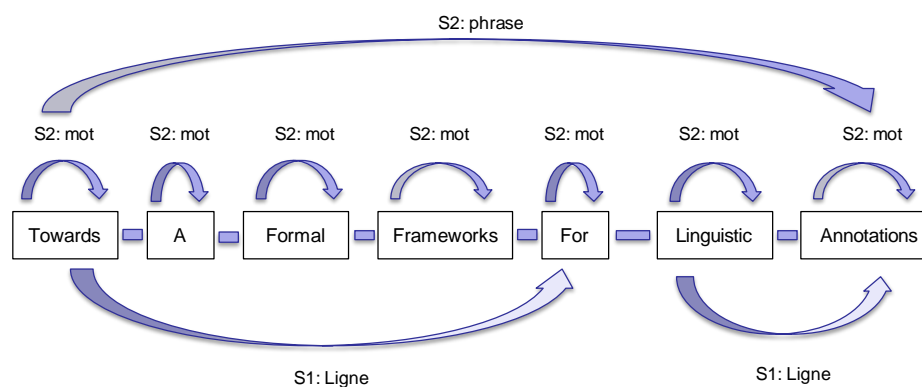 S2: phrase
S2: mot S2: mot S2: mot S2: mot S2: mot S2: mot S2: mot
Towards A Formal Frameworks For Linguistic Annotations
S1: Ligne
S1: Ligne